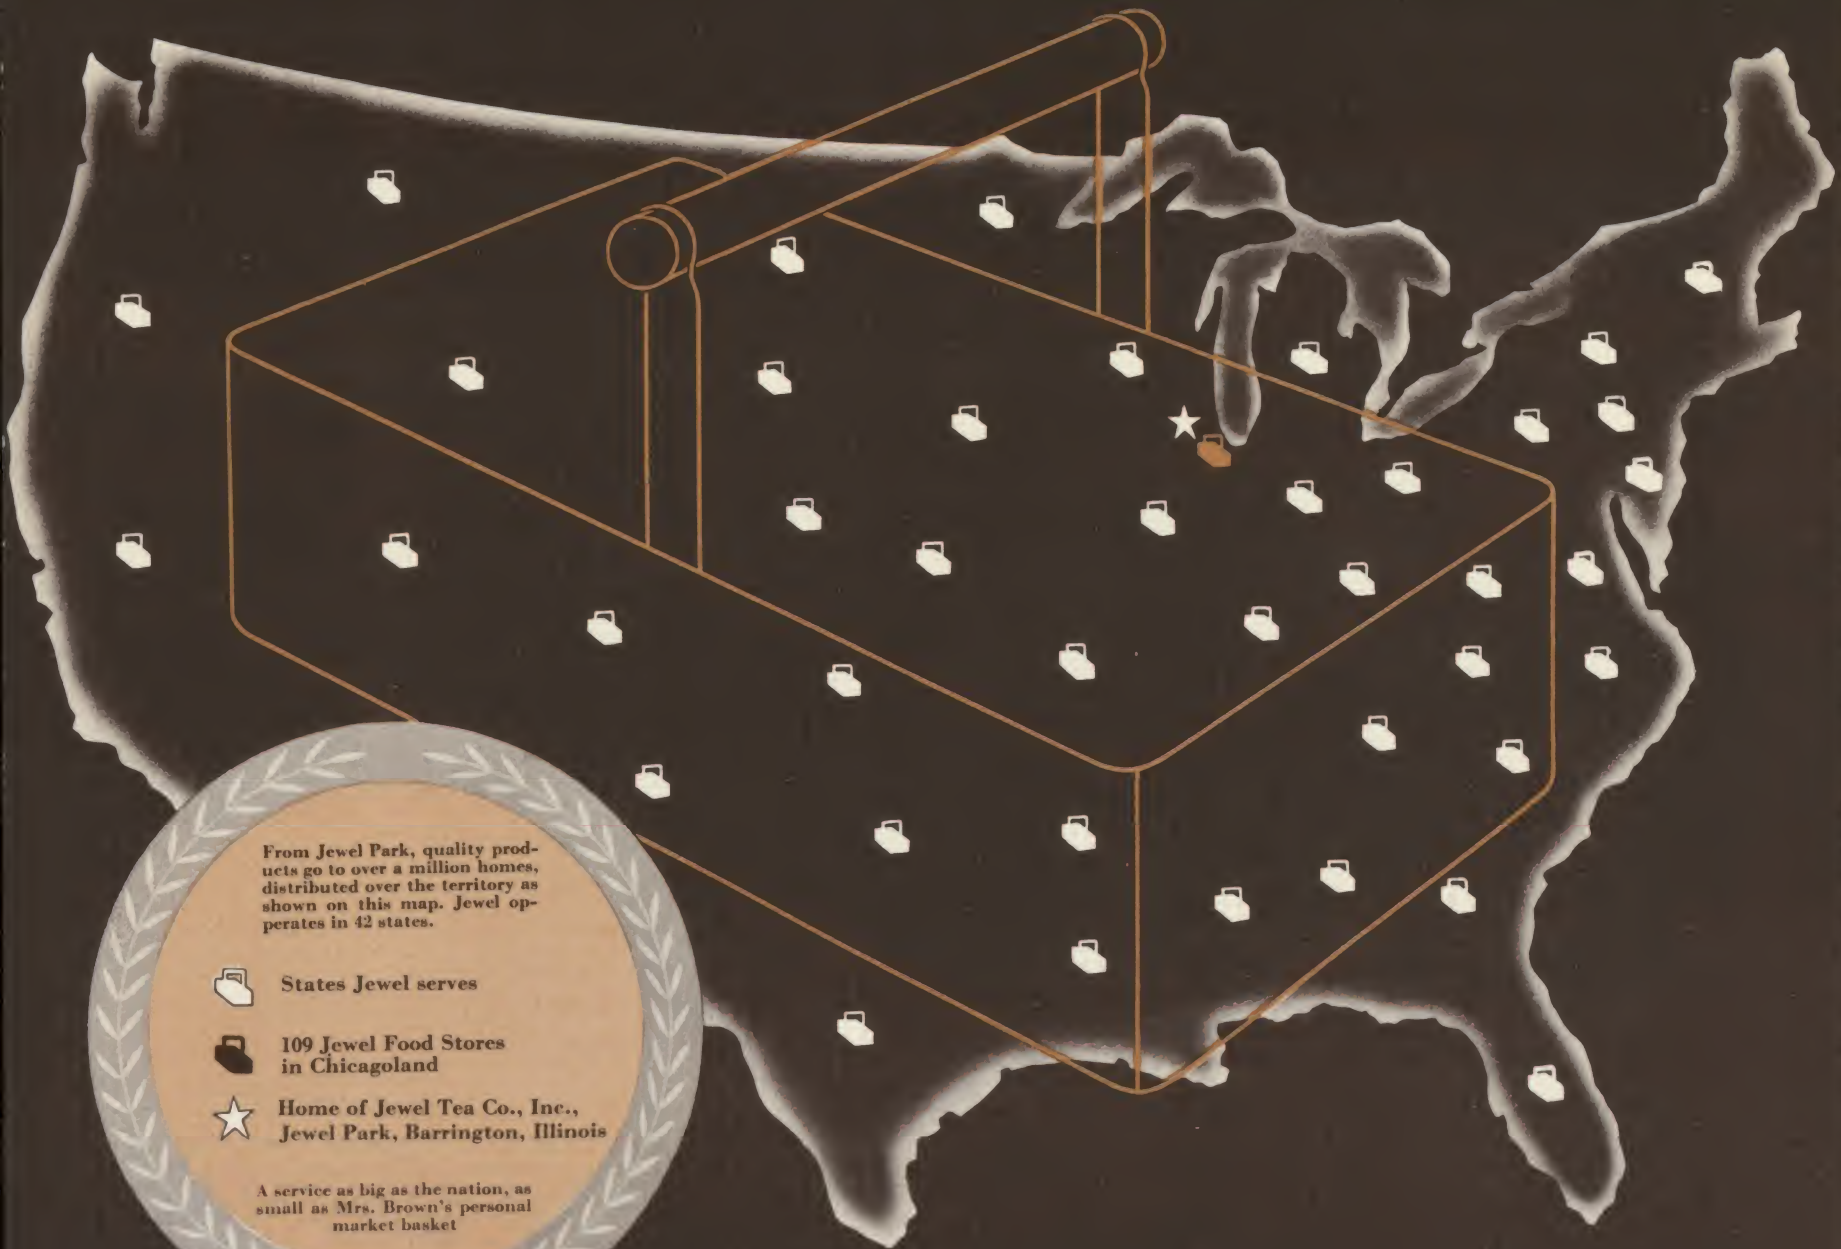 From Jewel Park, quality prod-
ucts go to over a million homes,
distributed over the territory as
shown on this map. Jewel op-
perates in 42 states.
States Jewel serves
109 Jewel Food Stores
in Chicagoland
Home of Jewel Tea Co., Inc.,
Jewel Park, Barrington, Illinois
A service as big as the nation, as
small as Mrs. Brown's personal
market basket